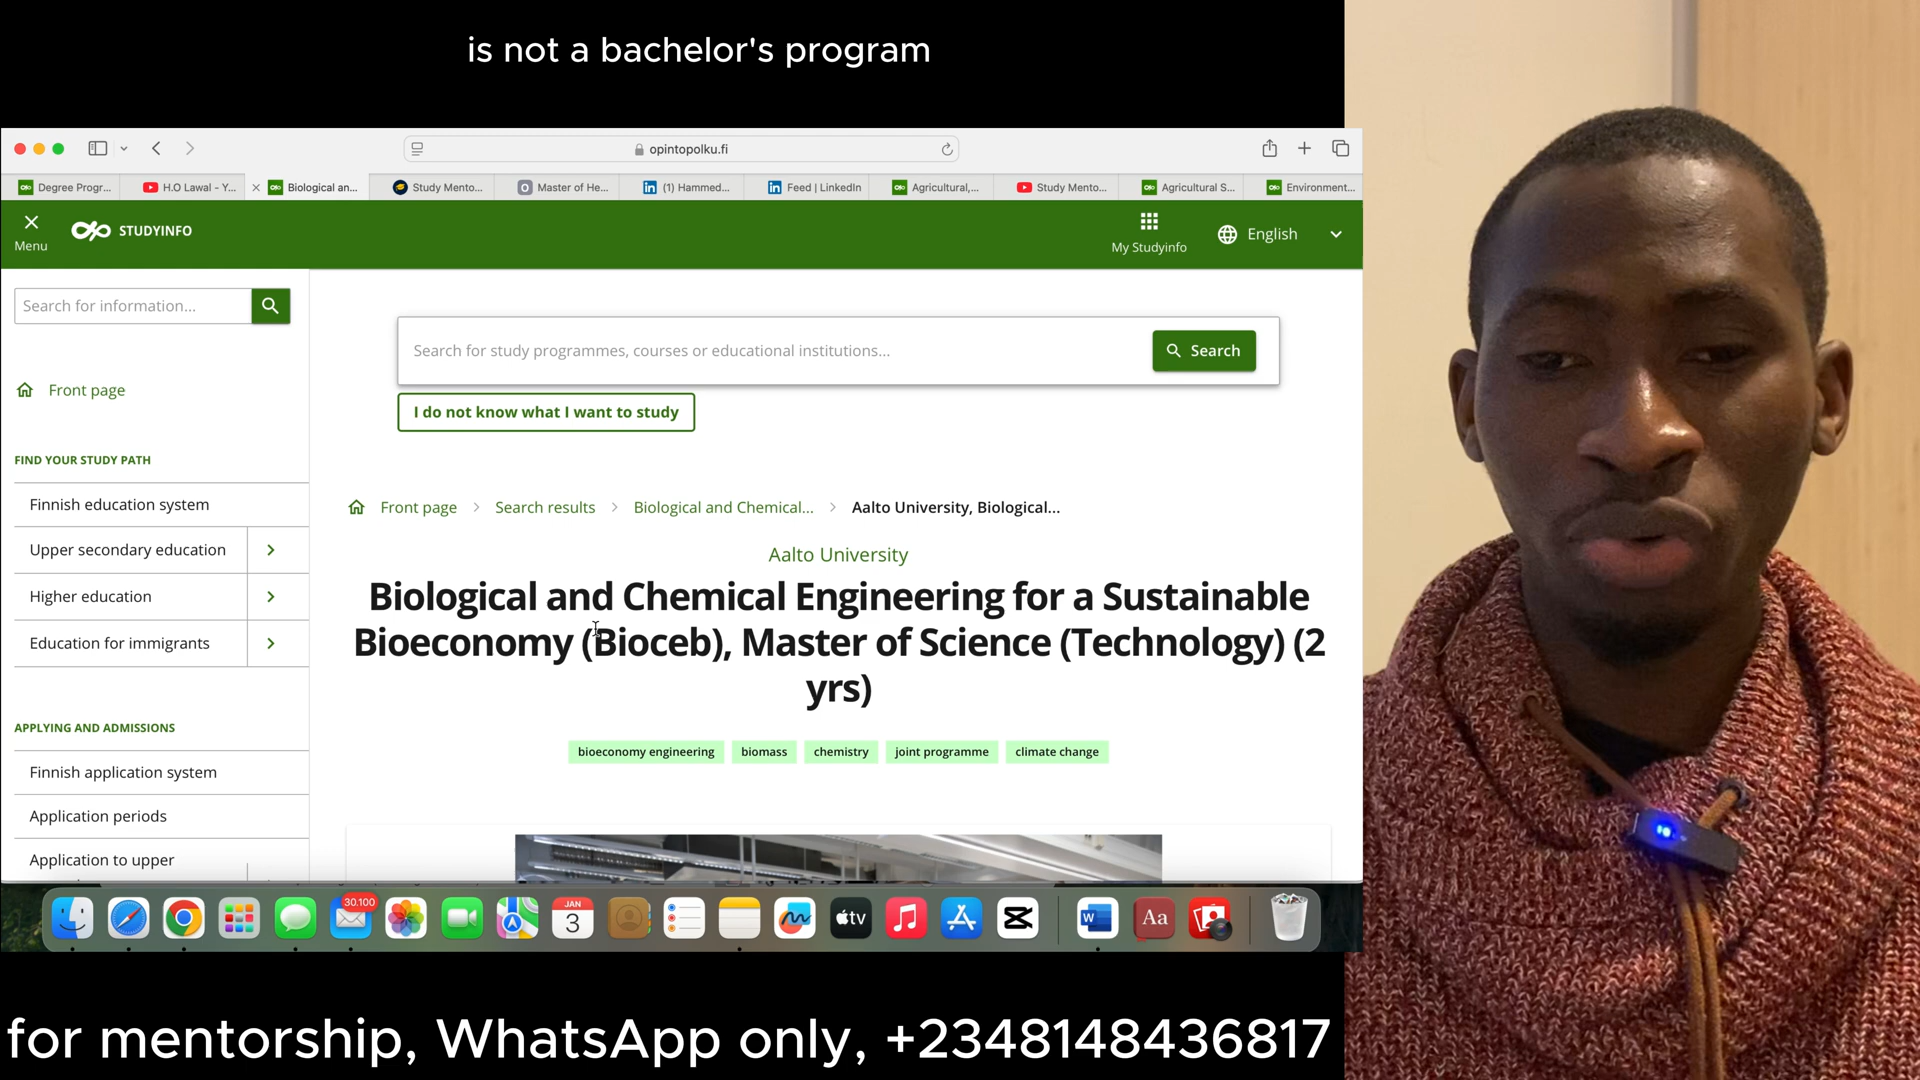 is not a bachelor's program
opintopolku.fi
Degree Progr...
H.O Lawal - Y...
Biological an...
Study Mento...
Master of He...
(1) Hammed...
Feed | LinkedIn
Agricultural,...
Study Mento...
Agricultural S...
Environment...
Menu
STUDYINFO
My Studyinfo
English
Search for information...
Search for study programmes, courses or educational institutions...
Search
I do not know what I want to study
Front page
FIND YOUR STUDY PATH
Finnish education system
Upper secondary education
Higher education
Education for immigrants
APPLYING AND ADMISSIONS
Finnish application system
Application periods
Application to upper
Front page > Search results > Biological and Chemical... > Aalto University, Biological...
Aalto University
Biological and Chemical Engineering for a Sustainable
Bioeconomy (Bioceb), Master of Science (Technology) (2
yrs)
bioeconomy engineering
biomass
chemistry
joint programme
climate change
30.100
JAN
3
tv
W
Aa
for mentorship, WhatsApp only, +2348148436817